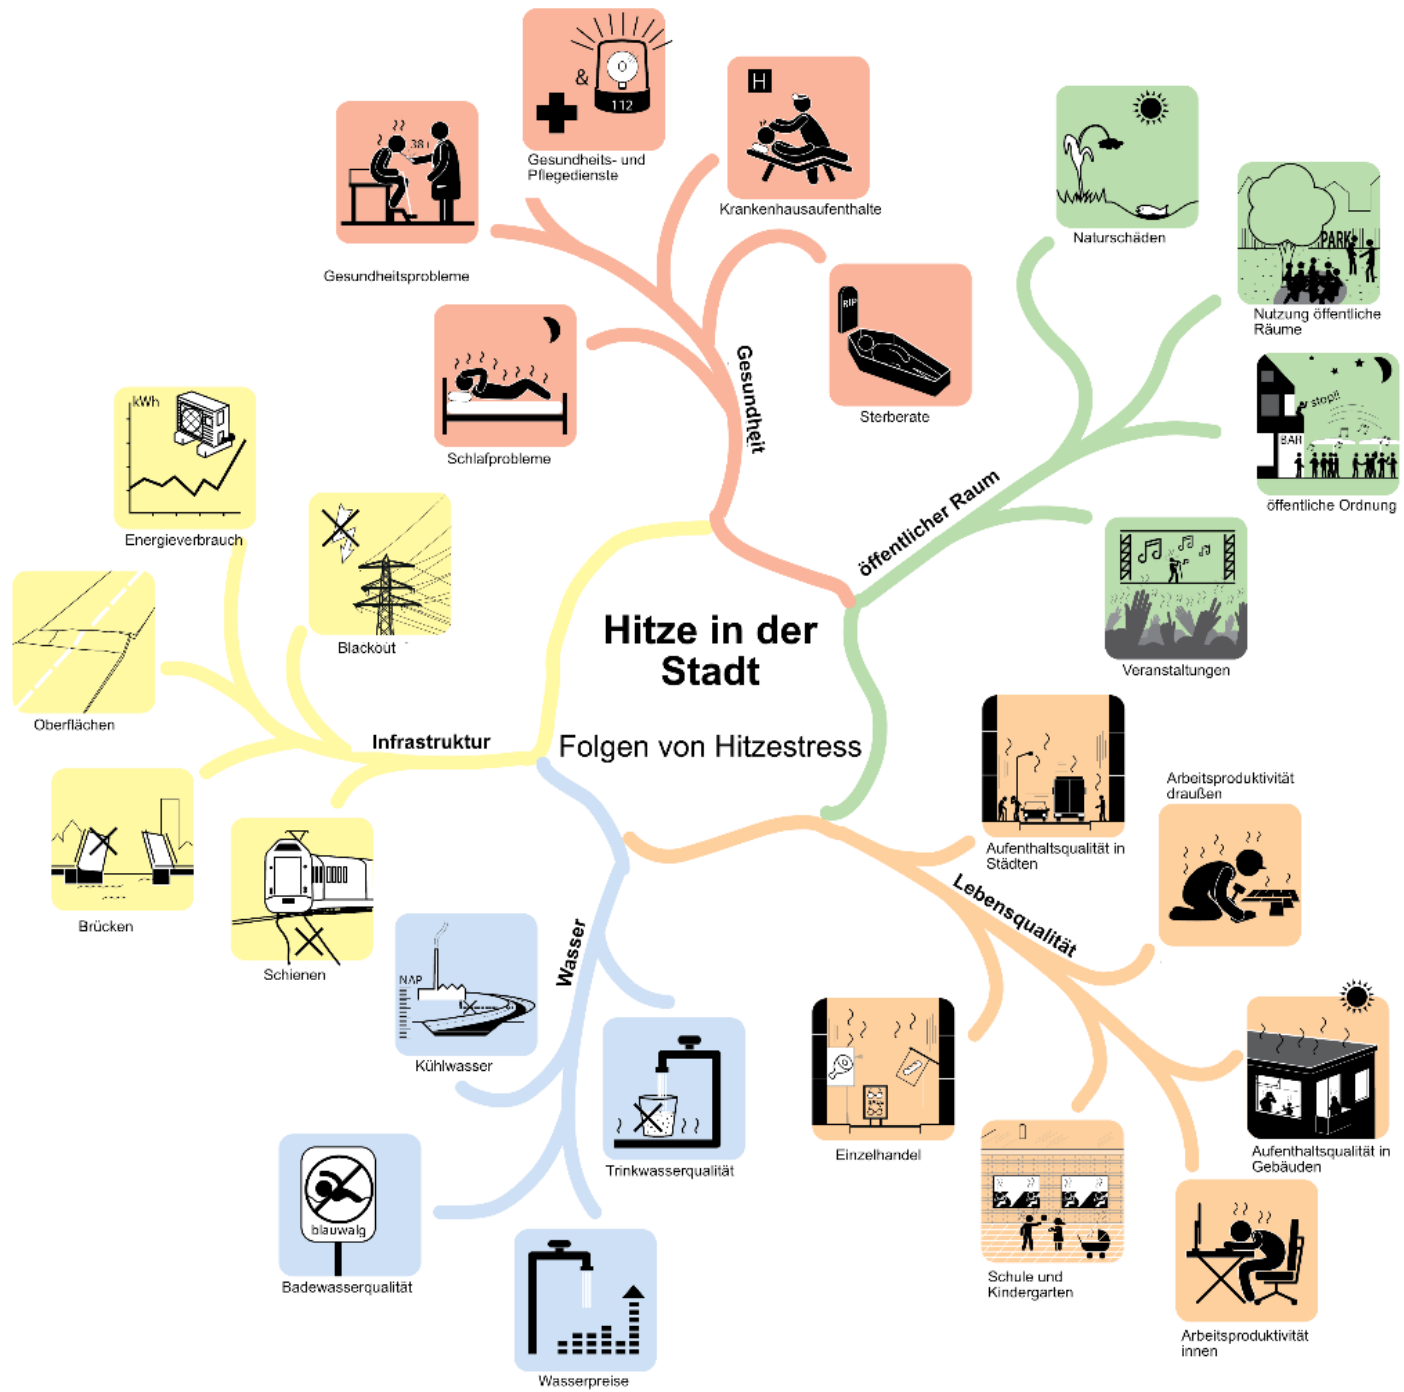 Hitze in der
Stadt
Folgen von Hitzestress
Gesundheit
&
112
Gesundheits- und
Pflegedienste
H
Krankenhausaufenthalte
38
Gesundheitsprobleme
RIP
Sterberate
Schlafprobleme
öffentlicher Raum
Naturschäden
PARK
Nutzung öffentliche
Räume
stop!!
BAR
öffentliche Ordnung
Veranstaltungen
Lebensqualität
Aufenthaltsqualität in
Städten
Arbeitsproduktivität
draußen
Aufenthaltsqualität in
Gebäuden
Einzelhandel
Schule und
Kindergarten
Arbeitsproduktivität
innen
Wasser
NAP
Kühlwasser
Trinkwasserqualität
blauwalg
Badewasserqualität
Wasserpreise
Infrastruktur
kWh
Energieverbrauch
Blackout
Oberflächen
Brücken
Schienen